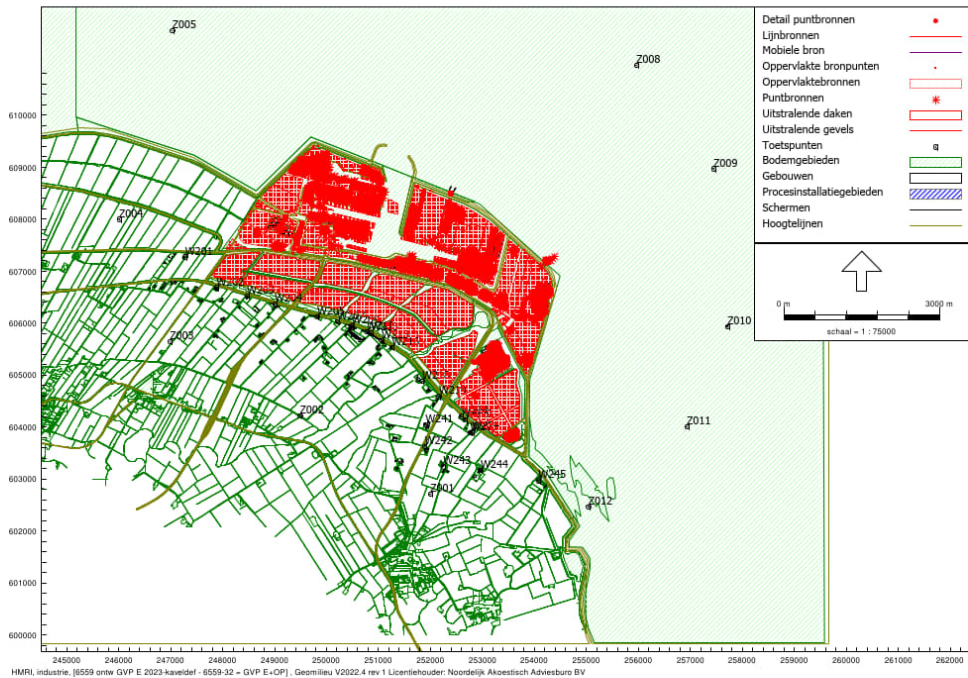 Z005
Z008
Detail puntbronnen
Lijnbronnen
Mobiele bron
Oppervlakte bronpunten
Oppervlaktebronnen
Puntbronnen
Uitstralende daken
Uitstralende gevels
Toetspunten
Bodemgebieden
Gebouwen
Procesinstallatiegebieden
Schermen
Hoogtelijnen
0 m
3000 m
schaal = 1 : 75000
610000
609000
608000
607000
606000
605000
604000
603000
602000
601000
600000
Z009
Z004
W201
Z010
Z003
Z002
Z011
W241
W242
W243
W244
W245
Z001
Z012
245000 246000 247000 248000 249000 250000 251000 252000 253000 254000 255000 256000 257000 258000 259000 260000 261000 262000
HMRI, industrie, [6559 ontw GVP E 2023-kaveldef - 6559-32 = GVP E+OP] , Geomilieu V2022.4 rev 1 Licentiehouder: Noordelijk Akoestisch Adviesburo BV